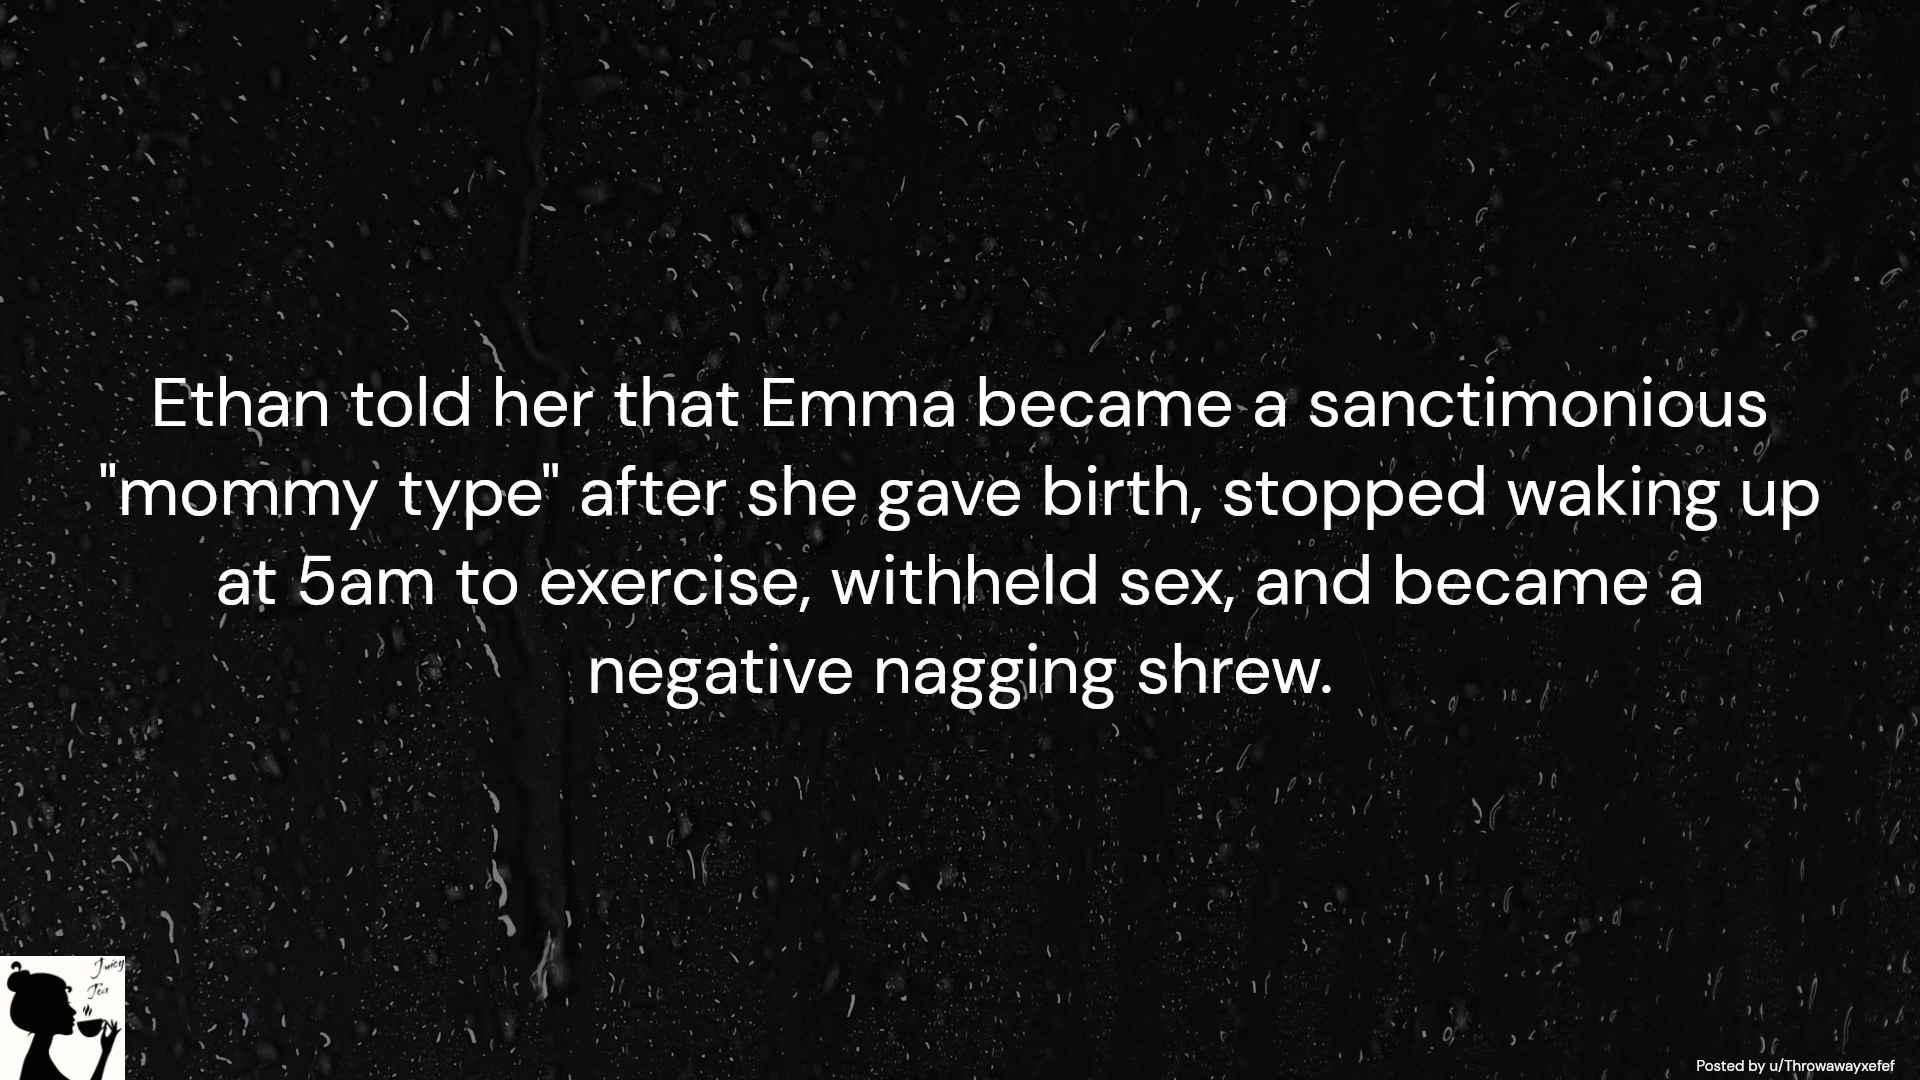 Ethan told her that Emma became a sanctimonious
"mommy type" after she gave birth, stopped waking up
at 5am to exercise, withheld sex, and became a
negative nagging shrew.
Juicy
Tea
Posted by u/Throwawayxefef